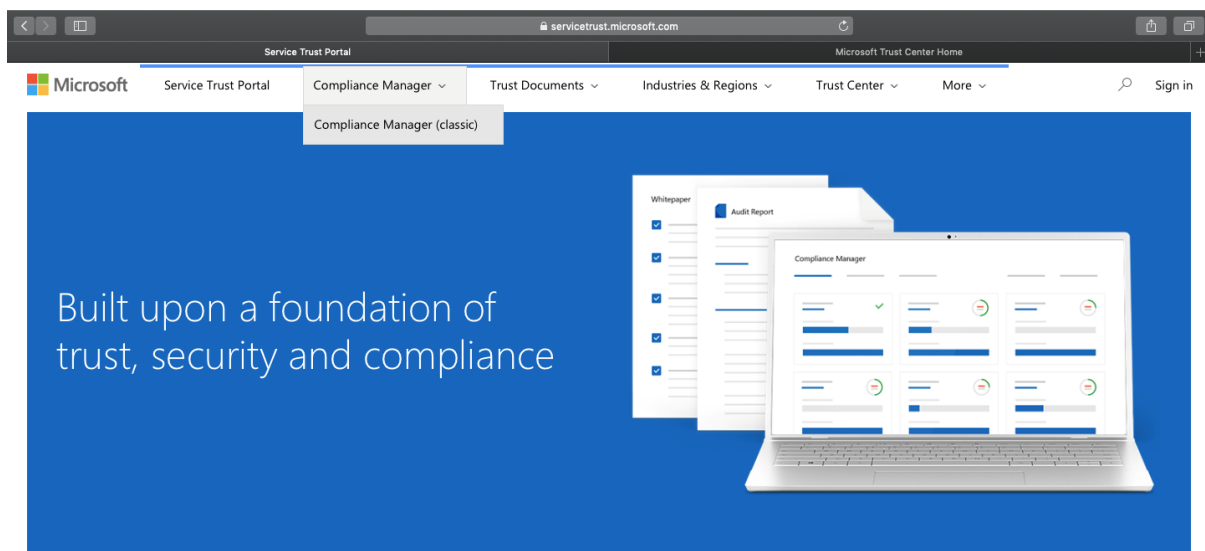 servicetrust.microsoft.com
Service Trust Portal
Microsoft Trust Center Home
Microsoft
Service Trust Portal
Compliance Manager
Trust Documents
Industries & Regions
Trust Center
More
Sign in
Compliance Manager (classic)
Whitepaper
Audit Report
Compliance Manager
Built upon a foundation of
trust, security and compliance